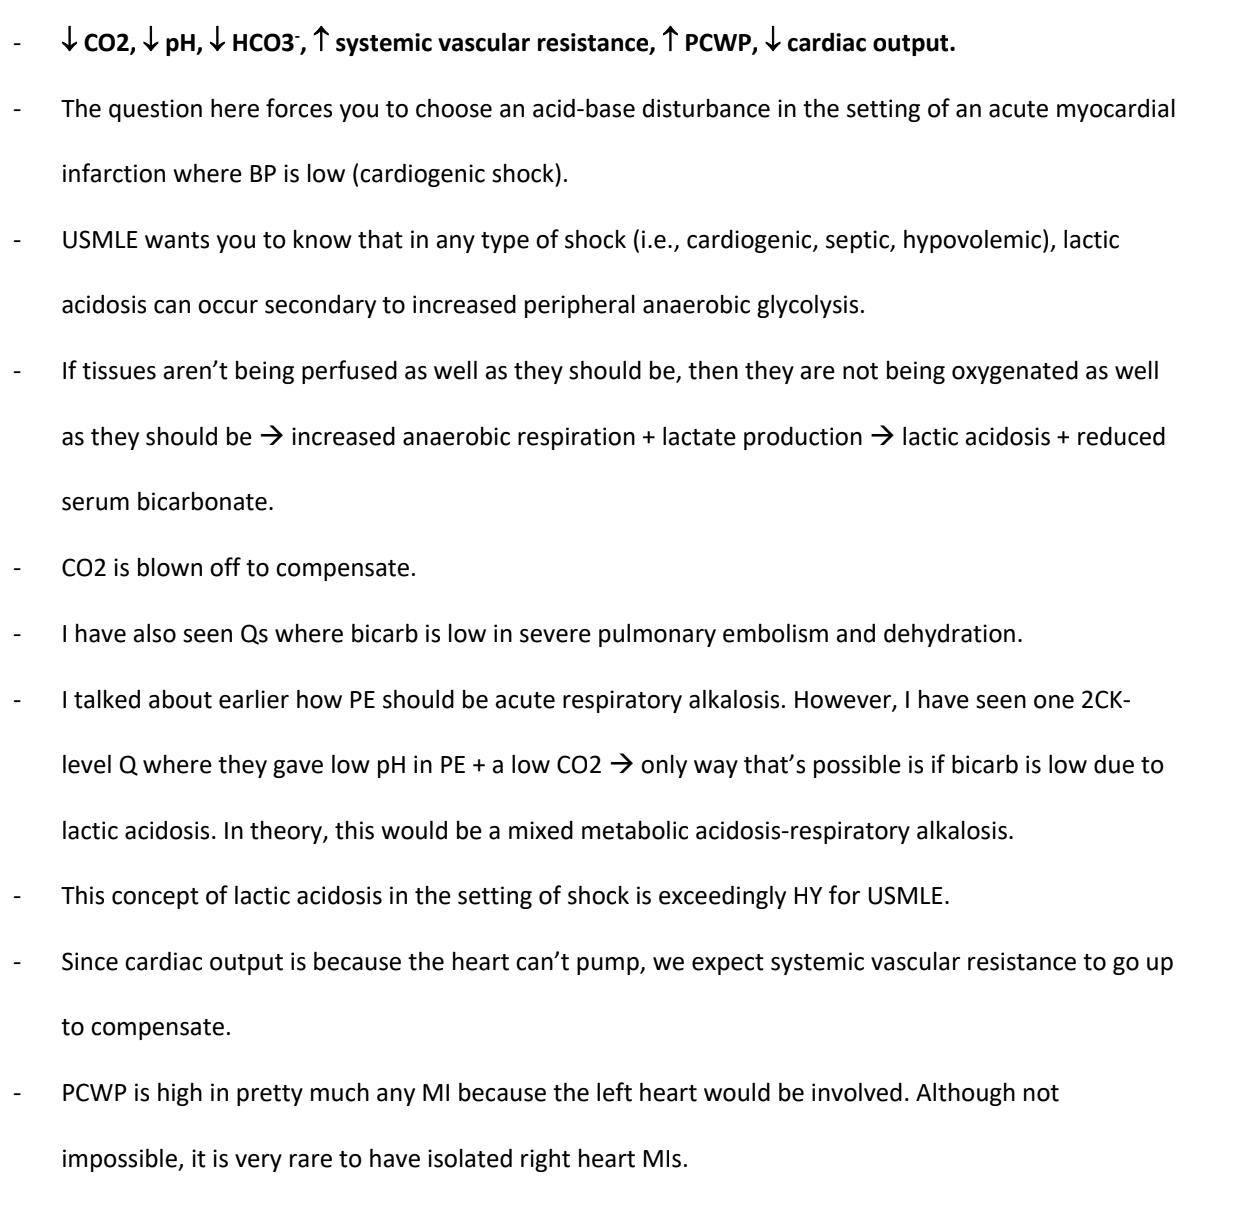 - ↓ CO2, ↓ pH, ↓ HCO3⁻, ↑ systemic vascular resistance, ↑ PCWP, ↓ cardiac output.
- The question here forces you to choose an acid-base disturbance in the setting of an acute myocardial
infarction where BP is low (cardiogenic shock).
- USMLE wants you to know that in any type of shock (i.e., cardiogenic, septic, hypovolemic), lactic
acidosis can occur secondary to increased peripheral anaerobic glycolysis.
- If tissues aren’t being perfused as well as they should be, then they are not being oxygenated as well
as they should be → increased anaerobic respiration + lactate production → lactic acidosis + reduced
serum bicarbonate.
- CO2 is blown off to compensate.
- I have also seen Qs where bicarb is low in severe pulmonary embolism and dehydration.
- I talked about earlier how PE should be acute respiratory alkalosis. However, I have seen one 2CK-
level Q where they gave low pH in PE + a low CO2 → only way that’s possible is if bicarb is low due to
lactic acidosis. In theory, this would be a mixed metabolic acidosis-respiratory alkalosis.
- This concept of lactic acidosis in the setting of shock is exceedingly HY for USMLE.
- Since cardiac output is because the heart can’t pump, we expect systemic vascular resistance to go up
to compensate.
- PCWP is high in pretty much any MI because the left heart would be involved. Although not
impossible, it is very rare to have isolated right heart MIs.